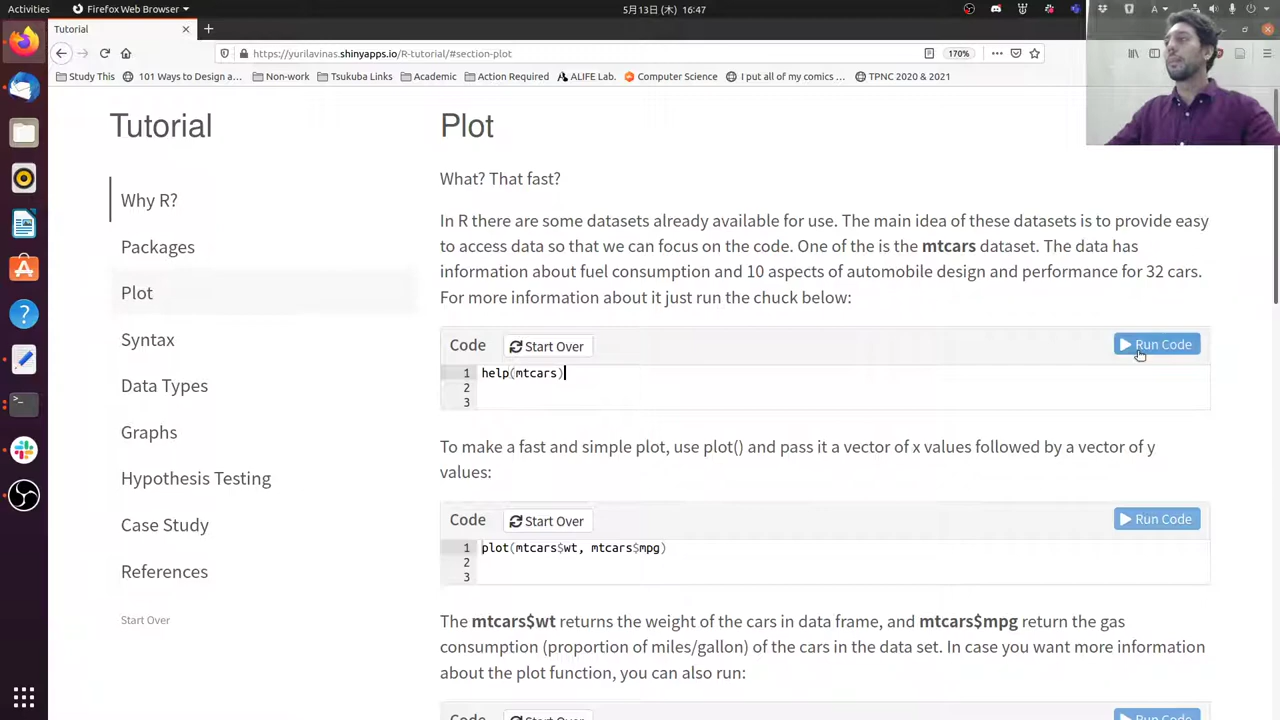 Activities
Firefox Web Browser
5月13日 (木) 16:47
A
Tutorial
https://yurilavinas.shinyapps.io/R-tutorial/#section-plot
170%
Study This
101 Ways to Design a…
Non-work
Tsukuba Links
Academic
Action Required
ALIFE Lab.
Computer Science
I put all of my comics …
TPNC 2020 & 2021
Tutorial
Why R?
Packages
Plot
Syntax
Data Types
Graphs
Hypothesis Testing
Case Study
References
Start Over
Plot
What? That fast?
In R there are some datasets already available for use. The main idea of these datasets is to provide easy
to access data so that we can focus on the code. One of the is the mtcars dataset. The data has
information about fuel consumption and 10 aspects of automobile design and performance for 32 cars.
For more information about it just run the chuck below:
Code
Start Over
Run Code
1 help(mtcars)
2
3
To make a fast and simple plot, use plot() and pass it a vector of x values followed by a vector of y
values:
Code
Start Over
Run Code
1 plot(mtcars$wt, mtcars$mpg)
2
3
The mtcars$wt returns the weight of the cars in data frame, and mtcars$mpg return the gas
consumption (proportion of miles/gallon) of the cars in the data set. In case you want more information
about the plot function, you can also run:
Code
Start Over
Run Code